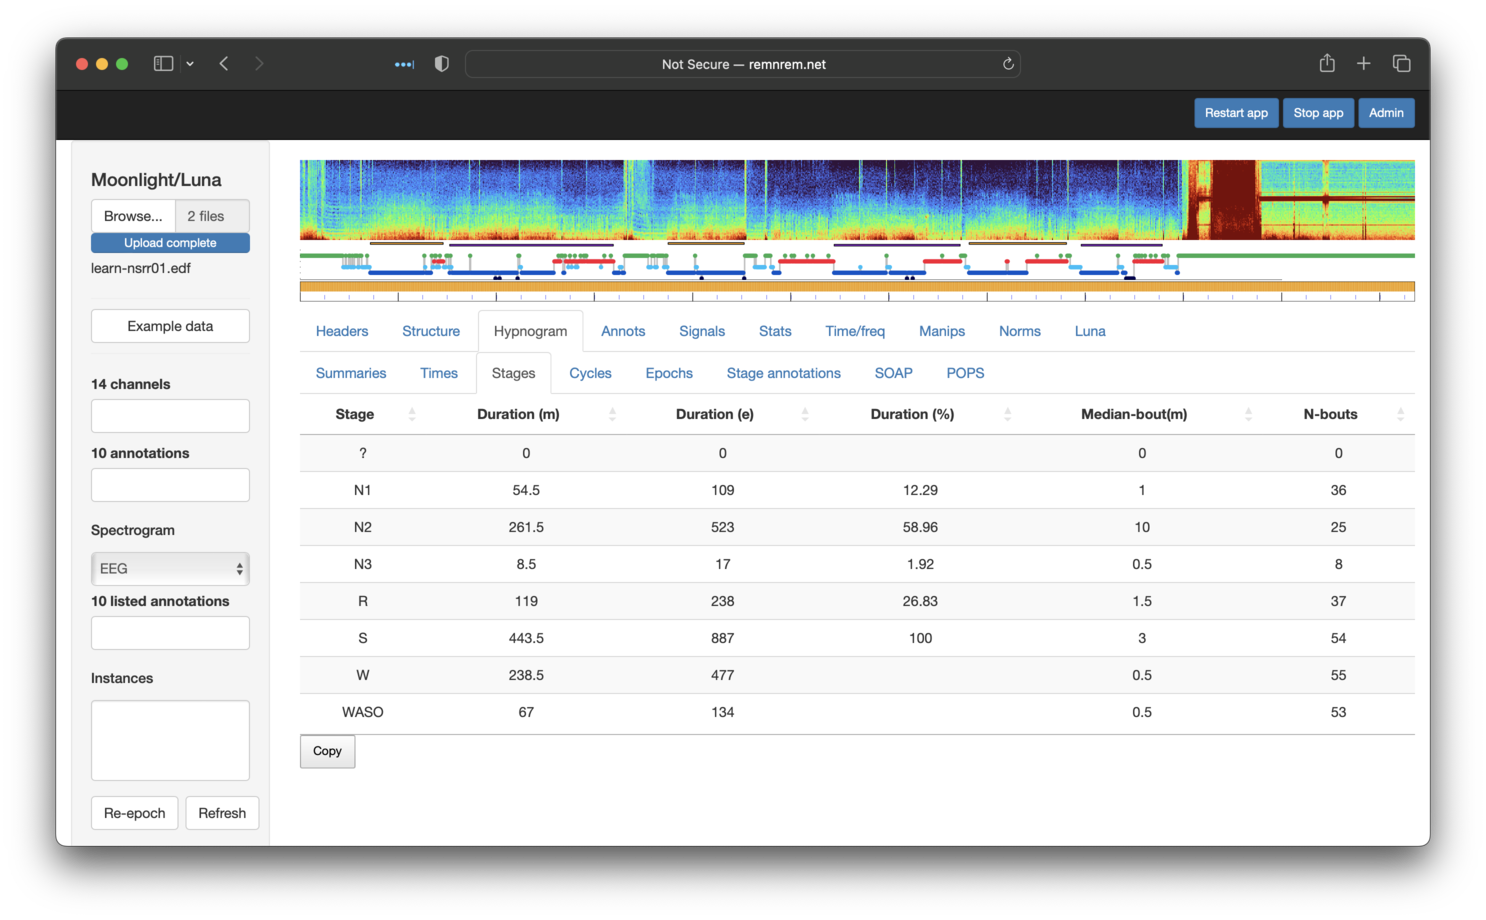 Not Secure — remnrem.net
Restart app Stop app Admin
Moonlight/Luna
Browse... 2 files
Upload complete
learn-nsrr01.edf
Example data
14 channels
10 annotations
Spectrogram
EEG
10 listed annotations
Instances
Re-epoch Refresh
Headers Structure Hypnogram Annots Signals Stats Time/freq Manips Norms Luna
Summaries Times Stages Cycles Epochs Stage annotations SOAP POPS
Stage Duration (m) Duration (e) Duration (%) Median-bout(m) N-bouts
? 0 0 0 0
N1 54.5 109 12.29 1 36
N2 261.5 523 58.96 10 25
N3 8.5 17 1.92 0.5 8
R 119 238 26.83 1.5 37
S 443.5 887 100 3 54
W 238.5 477 0.5 55
WASO 67 134 0.5 53
Copy